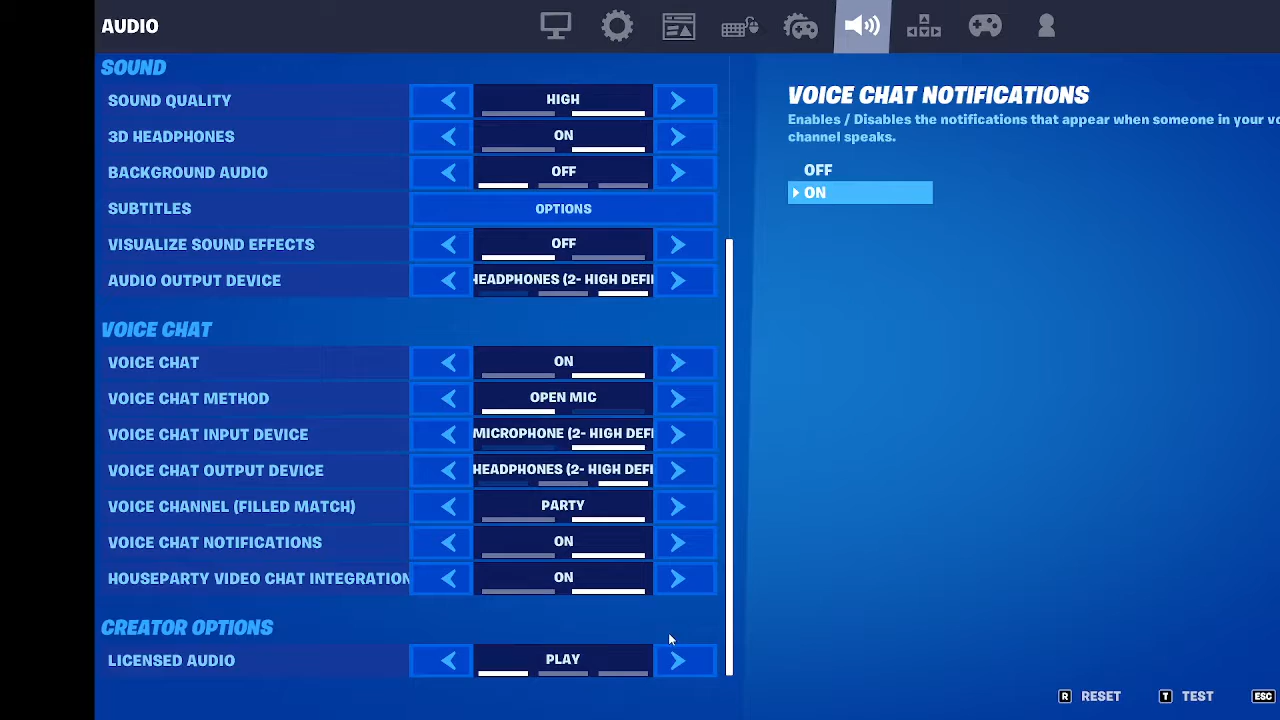 AUDIO
SOUND
SOUND QUALITY HIGH
3D HEADPHONES ON
BACKGROUND AUDIO OFF
SUBTITLES OPTIONS
VISUALIZE SOUND EFFECTS OFF
AUDIO OUTPUT DEVICE HEADPHONES (2- HIGH DEFI
VOICE CHAT
VOICE CHAT ON
VOICE CHAT METHOD OPEN MIC
VOICE CHAT INPUT DEVICE MICROPHONE (2- HIGH DEFI
VOICE CHAT OUTPUT DEVICE HEADPHONES (2- HIGH DEFI
VOICE CHANNEL (FILLED MATCH) PARTY
VOICE CHAT NOTIFICATIONS ON
HOUSEPARTY VIDEO CHAT INTEGRATION ON
CREATOR OPTIONS
LICENSED AUDIO PLAY
VOICE CHAT NOTIFICATIONS
Enables / Disables the notifications that appear when someone in your vo
channel speaks.
OFF
ON
R RESET T TEST ESC